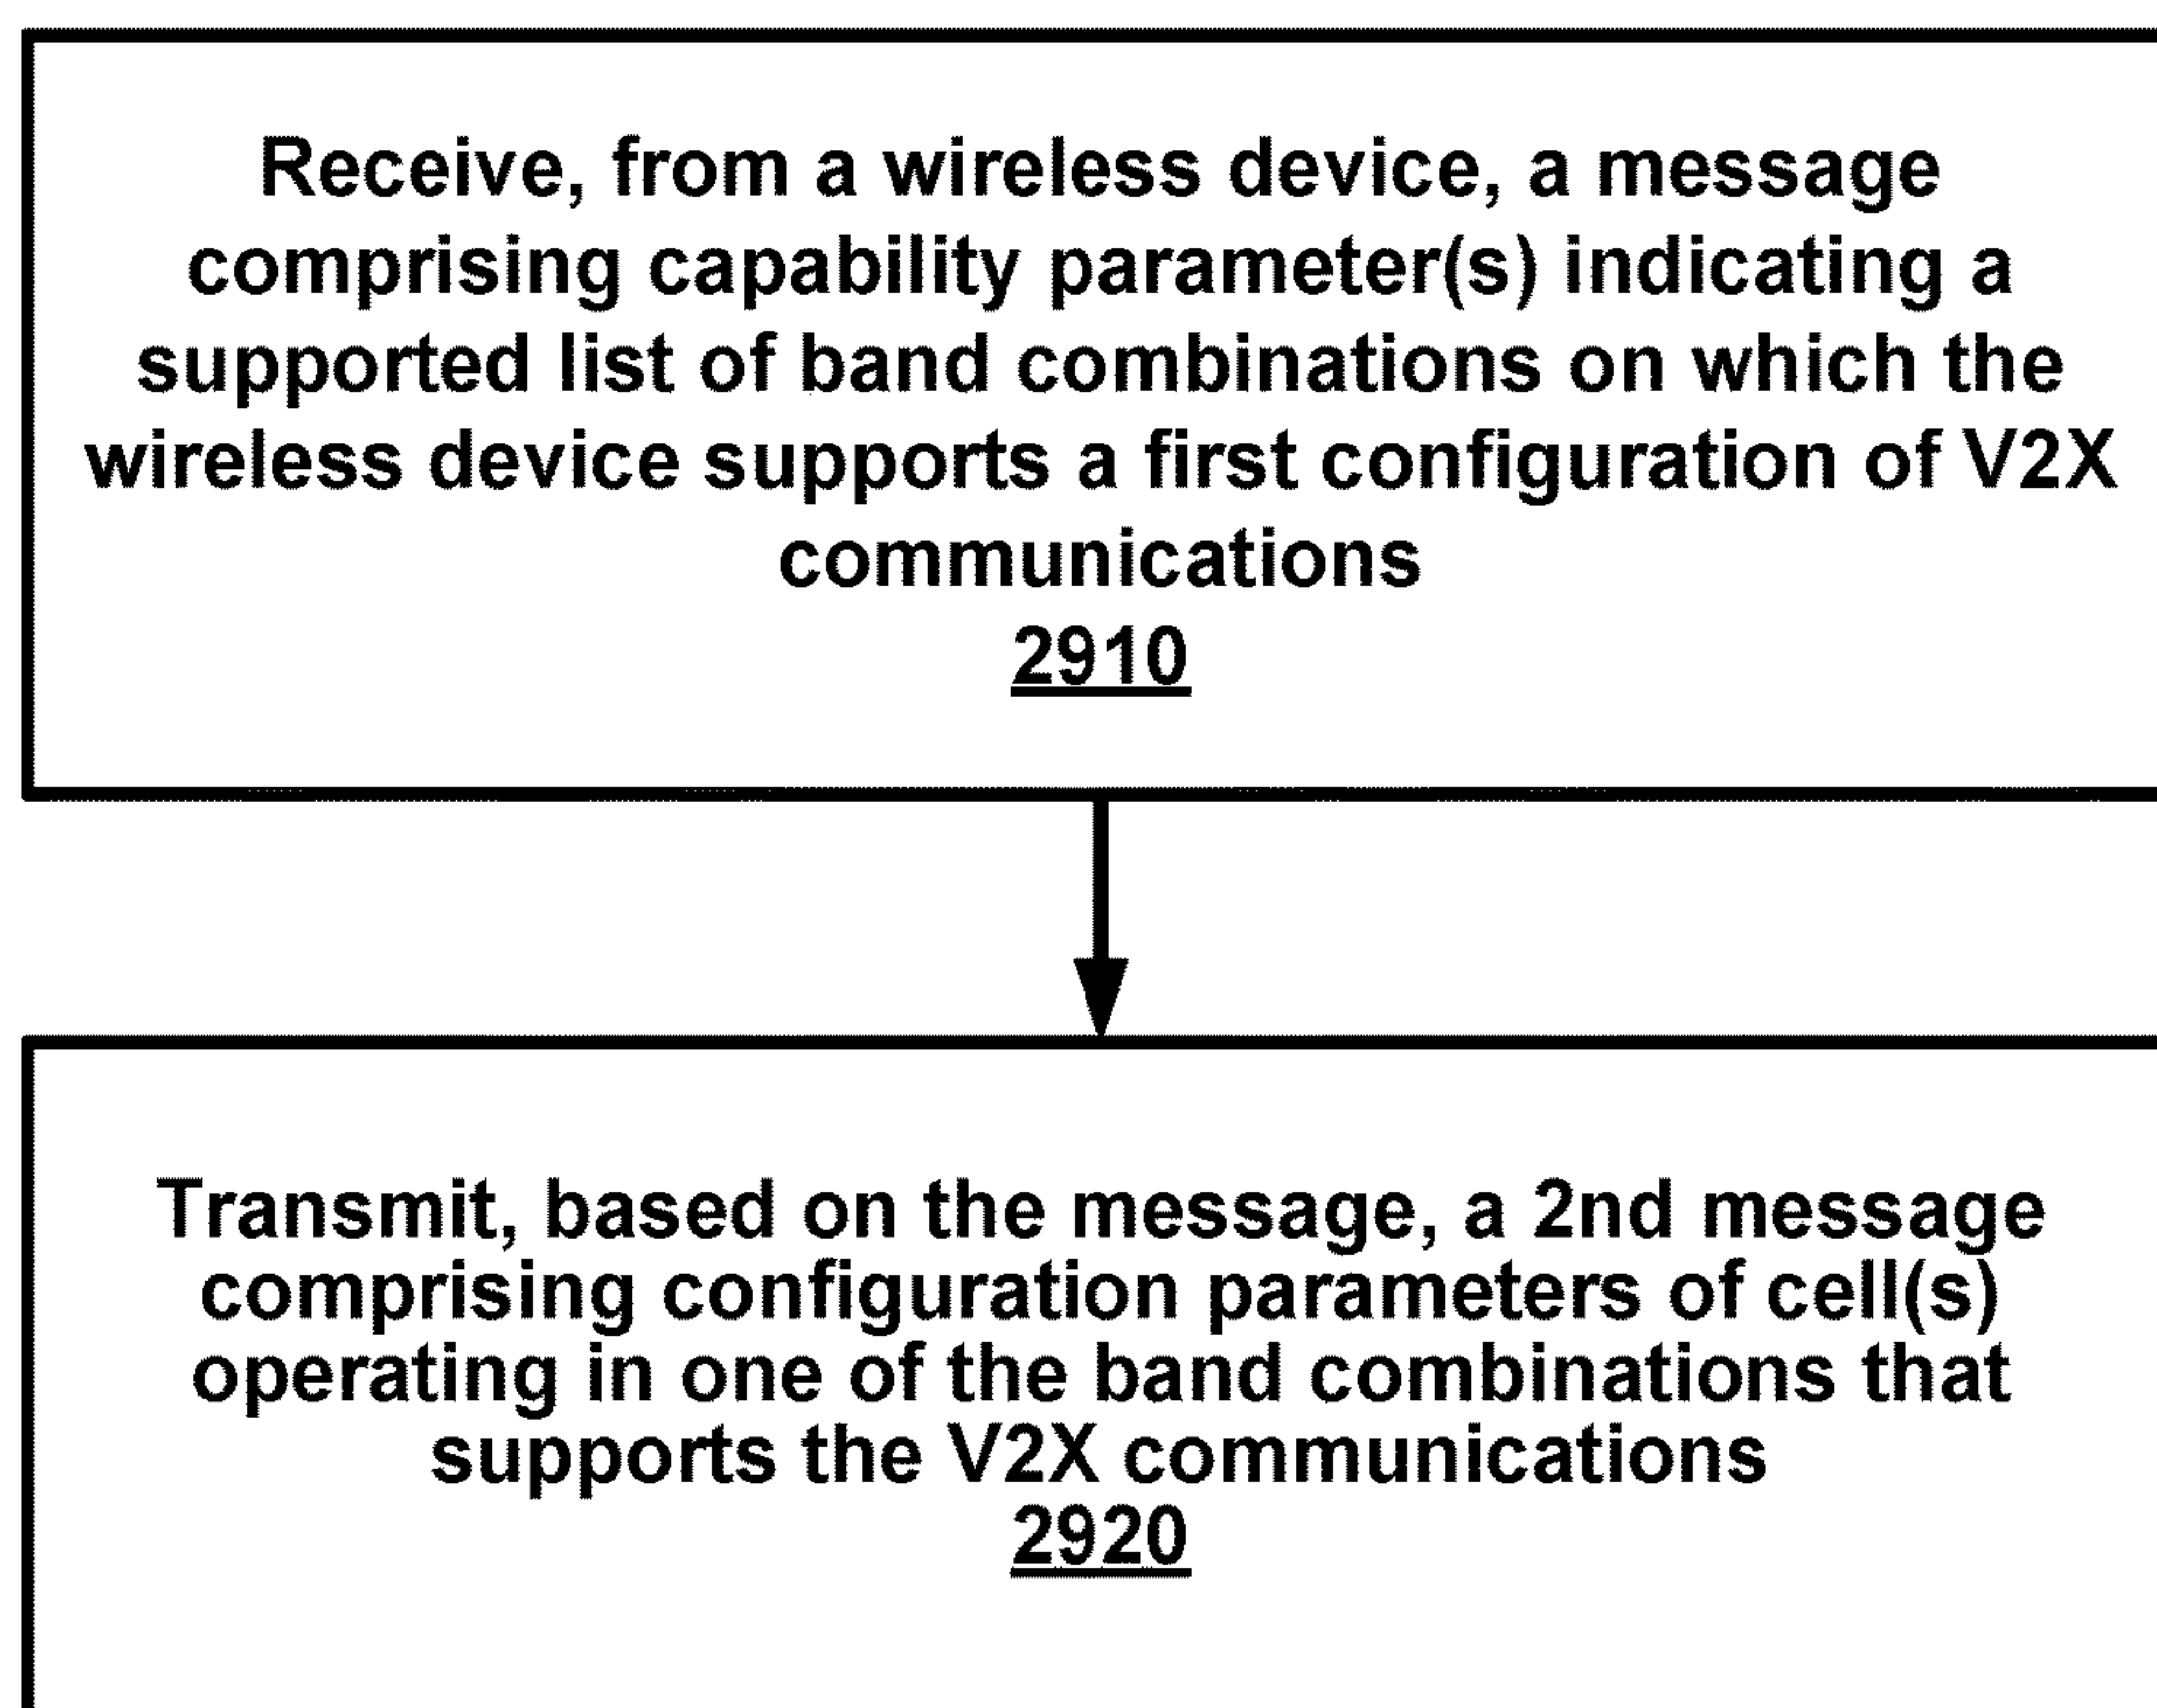 Receive, from a wireless device, a message
comprising capability parameter(s) indicating a
supported list of band combinations on which the
wireless device supports a first configuration of V2X
communications
2910
Transmit, based on the message, a 2nd message
comprising configuration parameters of cell(s)
operating in one of the band combinations that
supports the V2X communications
2920